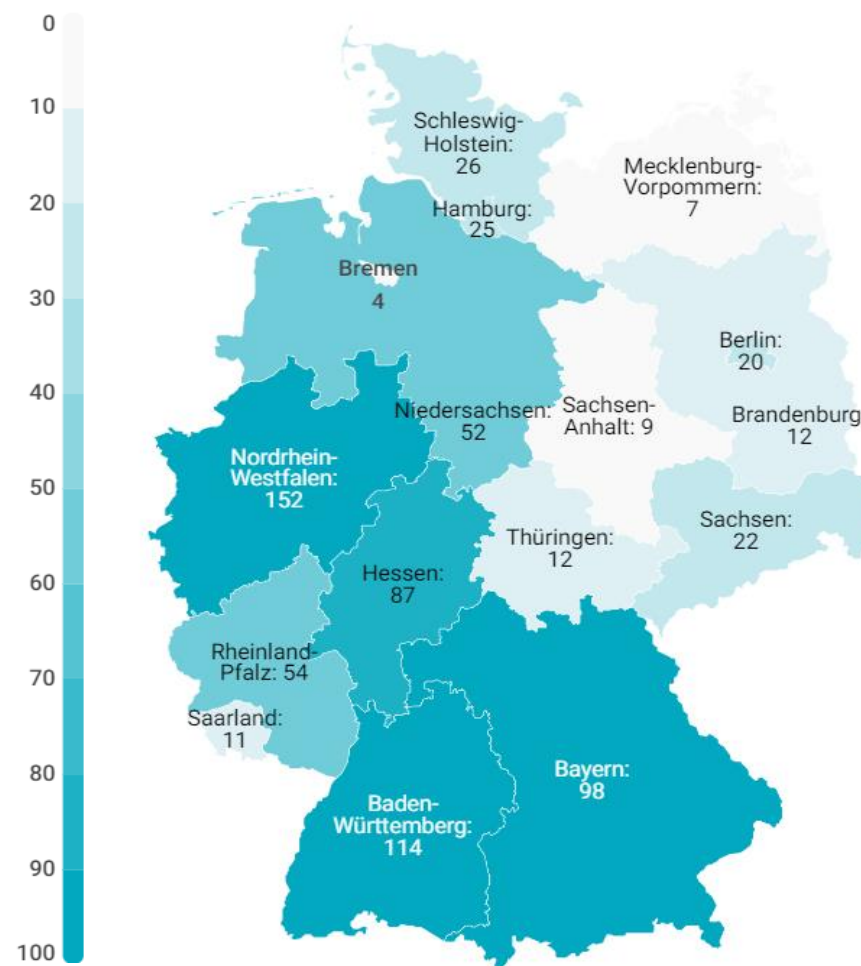 0
10
20
30
40
50
60
70
80
90
100
Schleswig-
Holstein:
26
Mecklenburg-
Vorpommern:
7
Hamburg:
25
Bremen
4
Berlin:
20
Niedersachsen:
52
Sachsen-
Anhalt: 9
Brandenburg
12
Nordrhein-
Westfalen:
152
Sachsen:
22
Thüringen:
12
Hessen:
87
Rheinland-
Pfalz: 54
Saarland:
11
Bayern:
98
Baden-
Württemberg:
114